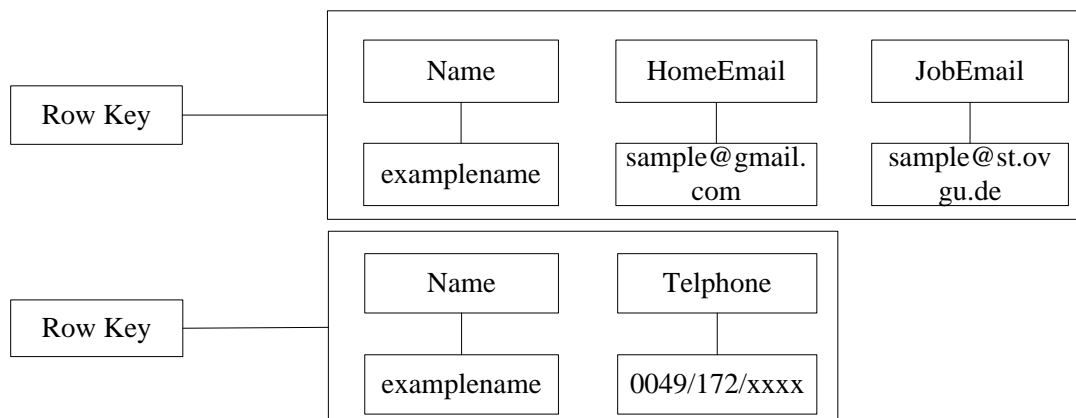 Name
HomeEmail
JobEmail
Row Key
examplename
sample@gmail.
com
sample@st.ov
gu.de
Name
Telphone
Row Key
examplename
0049/172/xxxx